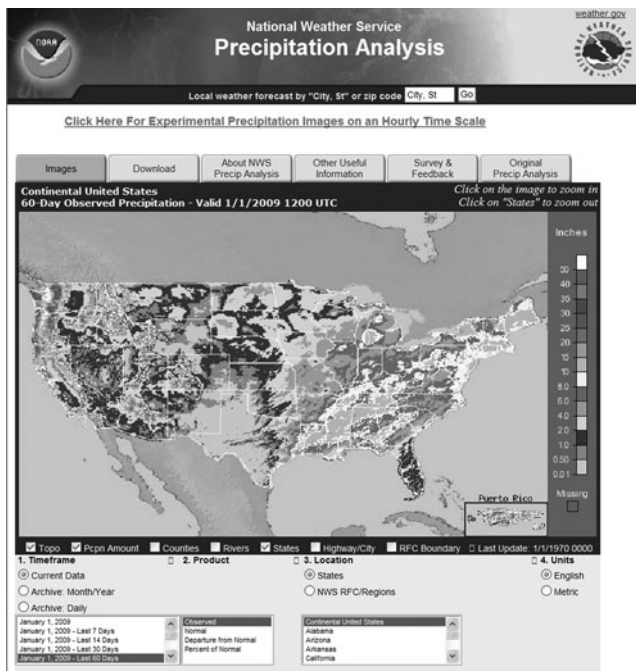 weather.gov
NOAA
National Weather Service
Precipitation Analysis
Local weather forecast by "City, St" or zip code City, St Go
Click Here For Experimental Precipitation Images on an Hourly Time Scale
Images
Download
About NWS
Precip Analysis
Other Useful
Information
Survey &
Feedback
Original
Precip Analysis
Continental United States
60-Day Observed Precipitation - Valid 1/1/2009 1200 UTC
Click on the image to zoom in
Click on "States" to zoom out
Inches
50
40
35
30
25
20
15
10
8.0
6.0
4.0
2.0
1.0
0.50
0.01
Missing
Puerto Rico
Topo Pcpn Amount Counties Rivers States Highway/City RFC Boundary Last Update: 1/1/1970 0000
1. Timeframe 2. Product 3. Location 4. Units
Current Data States English
Archive: Month/Year NWS RFC/Regions Metric
Archive: Daily
January 1, 2009 Observed Continental United States
January 1, 2009 - Last 7 Days Normal Alabama
January 1, 2009 - Last 14 Days Departure from Normal Arizona
January 1, 2009 - Last 30 Days Percent of Normal Arkansas
January 1, 2009 - Last 60 Days California